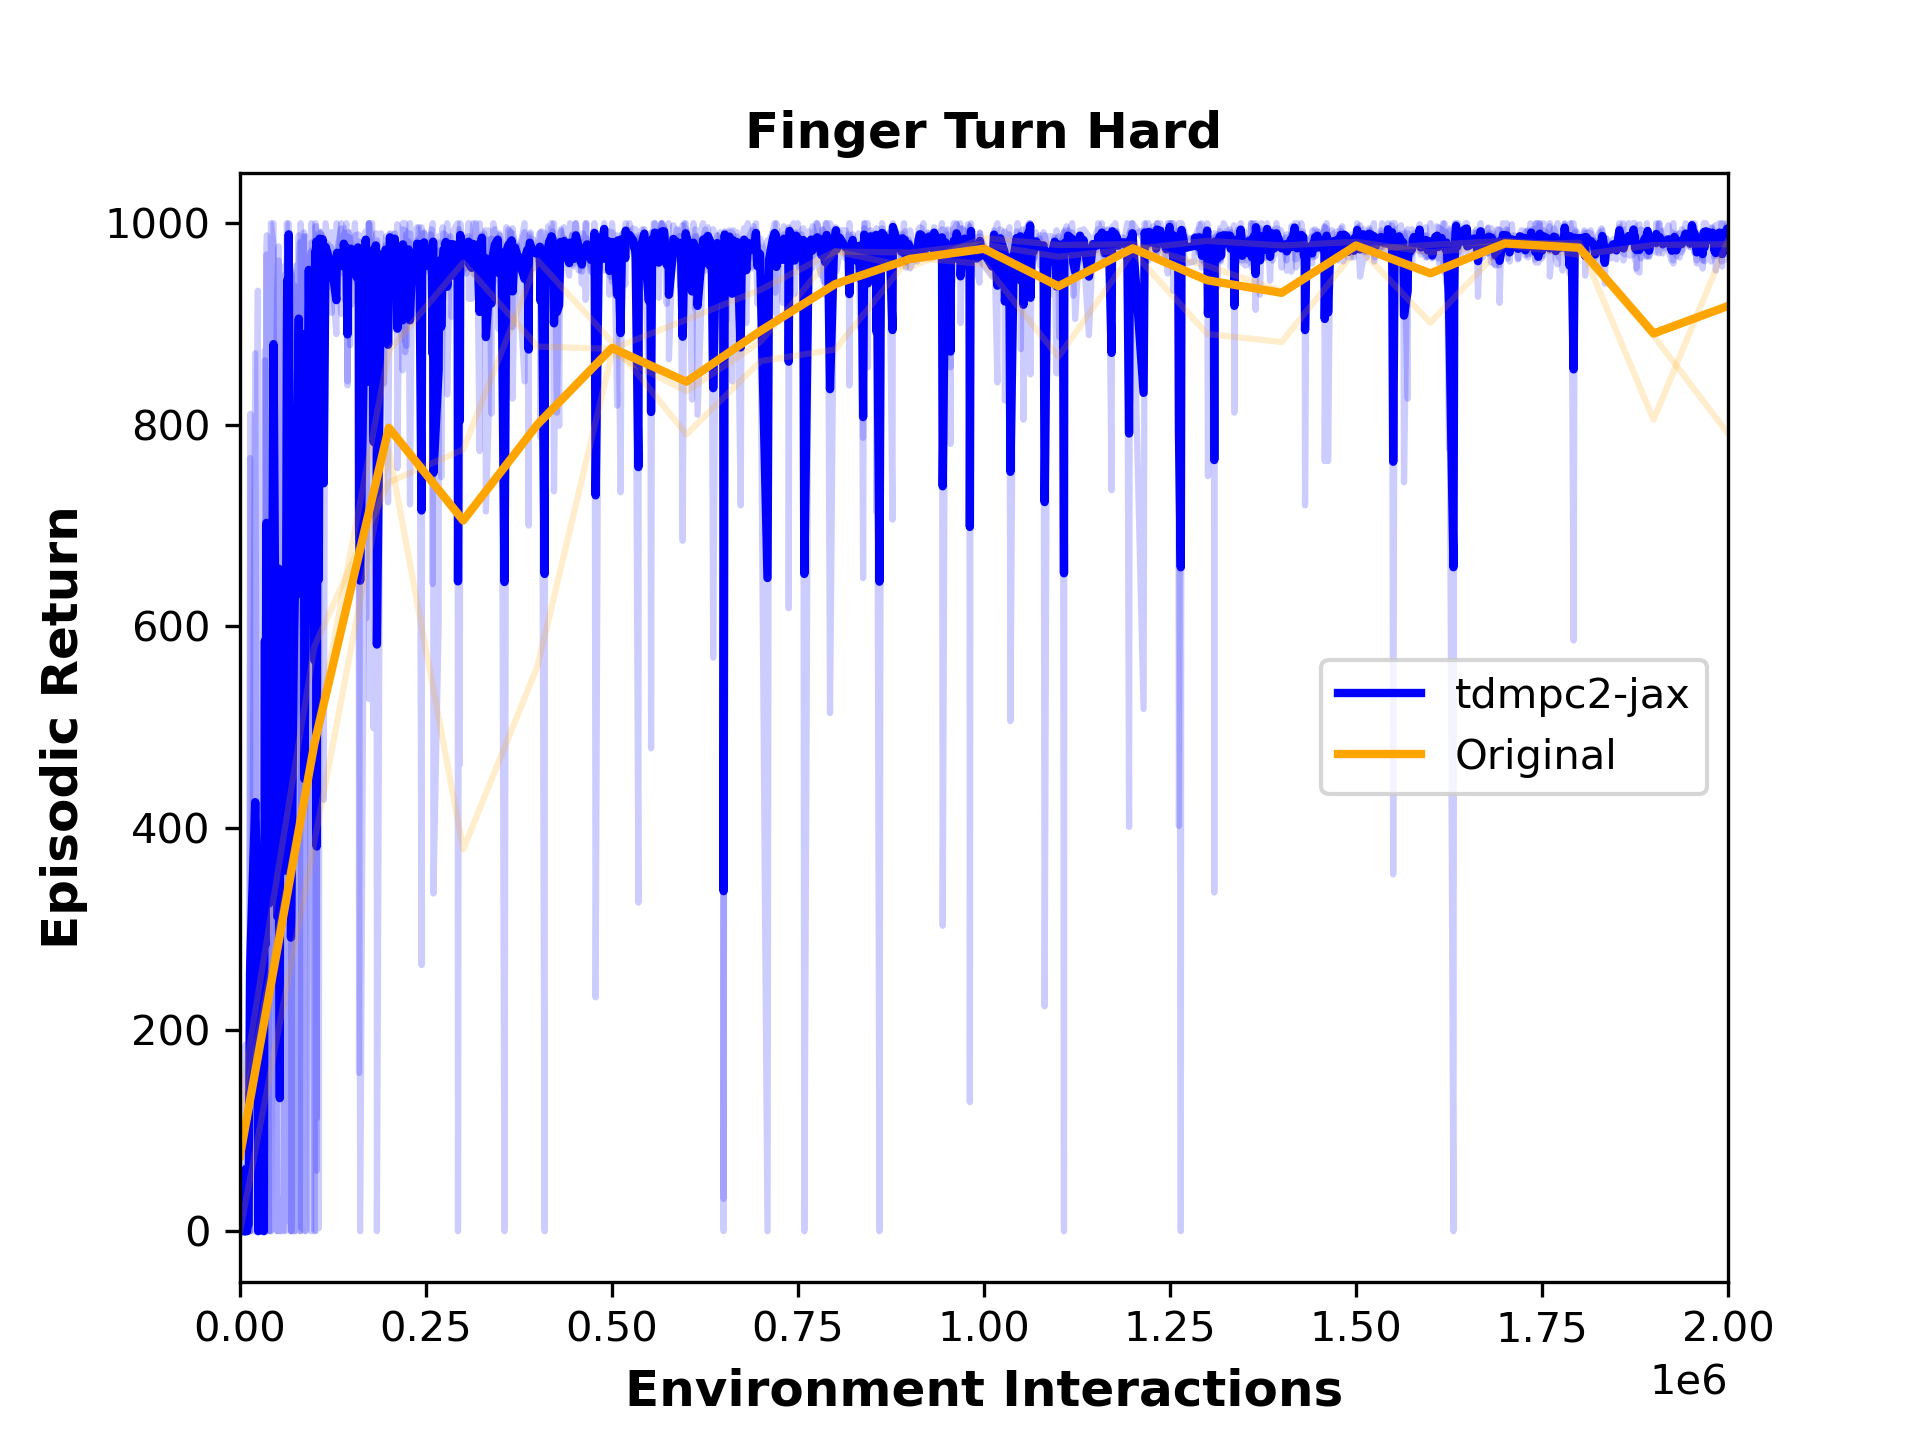 Finger Turn Hard
1000
800
600
400
200
0
Episodic Return
tdmpc2-jax
Original
0.00 0.25 0.50 0.75 1.00 1.25 1.50 1.75 2.00
1e6
Environment Interactions